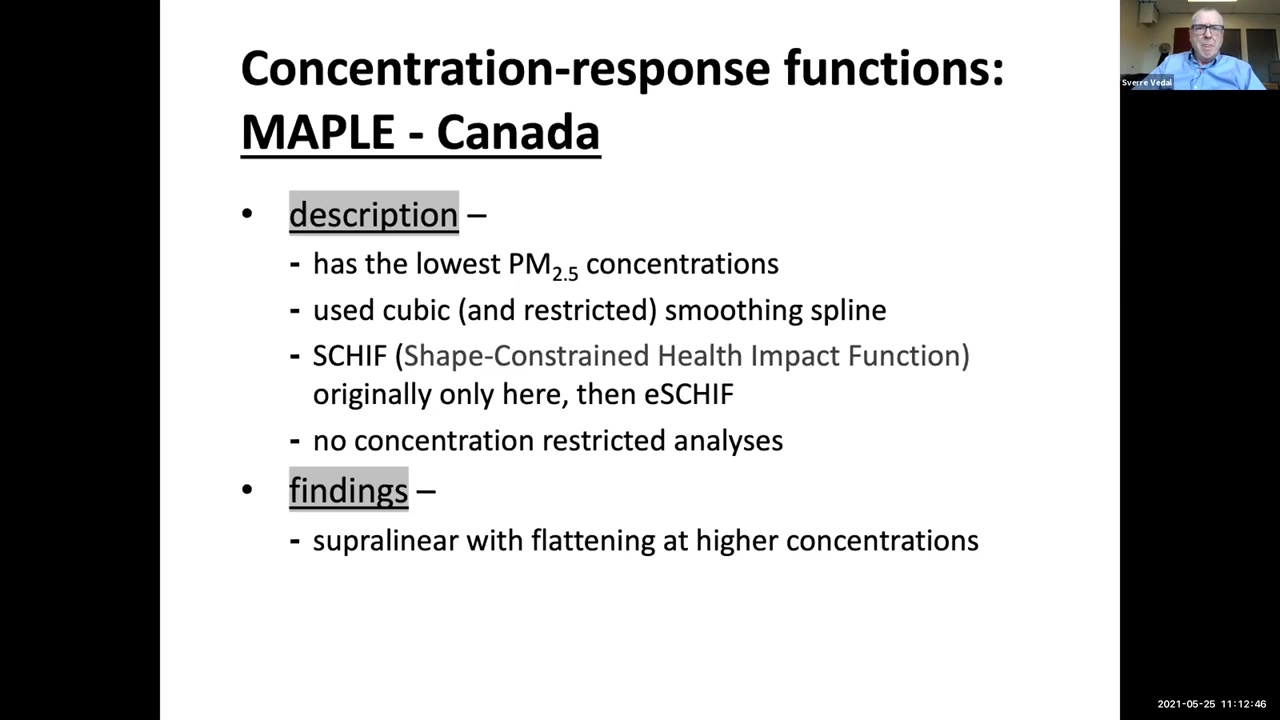 Concentration-response functions:
MAPLE - Canada
• description –
- has the lowest PM2.5 concentrations
- used cubic (and restricted) smoothing spline
- SCHIF (Shape-Constrained Health Impact Function)
originally only here, then eSCHIF
- no concentration restricted analyses
• findings –
- supralinear with flattening at higher concentrations
Sverre Vedal
2021-05-25 11:12:46